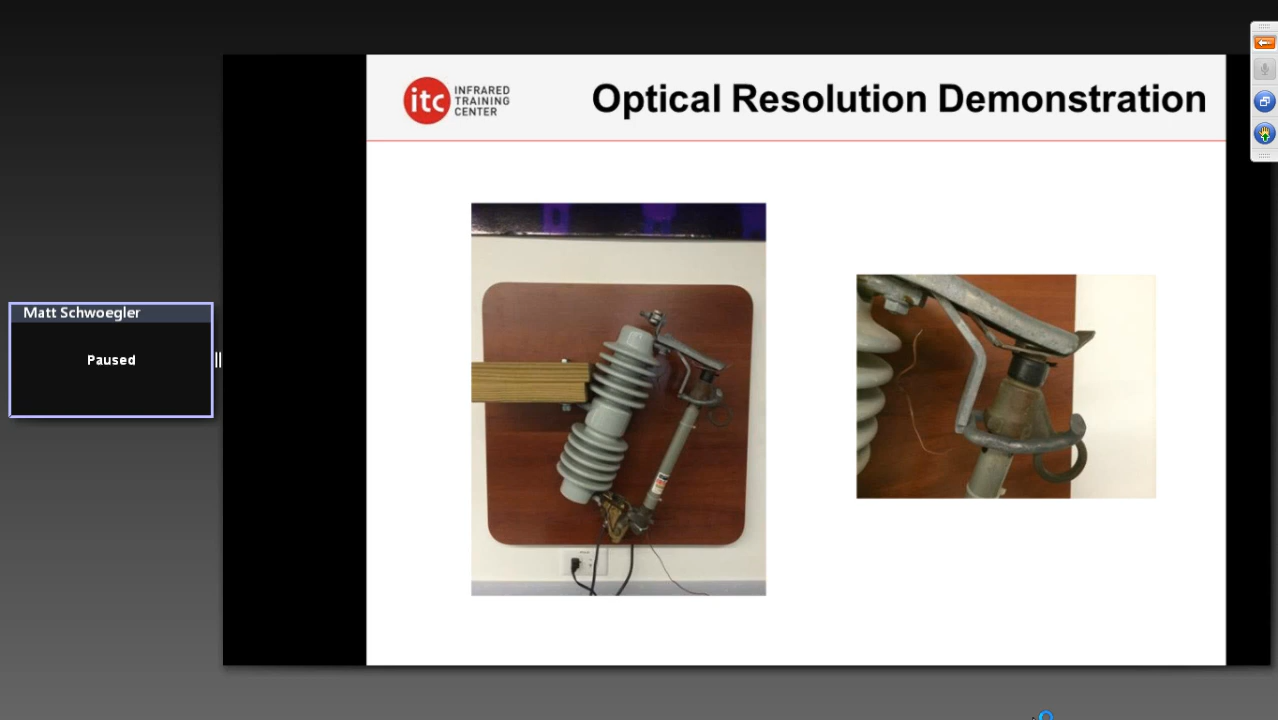 itc
INFRARED
TRAINING
CENTER
Optical Resolution Demonstration
Matt Schwoegler
Paused